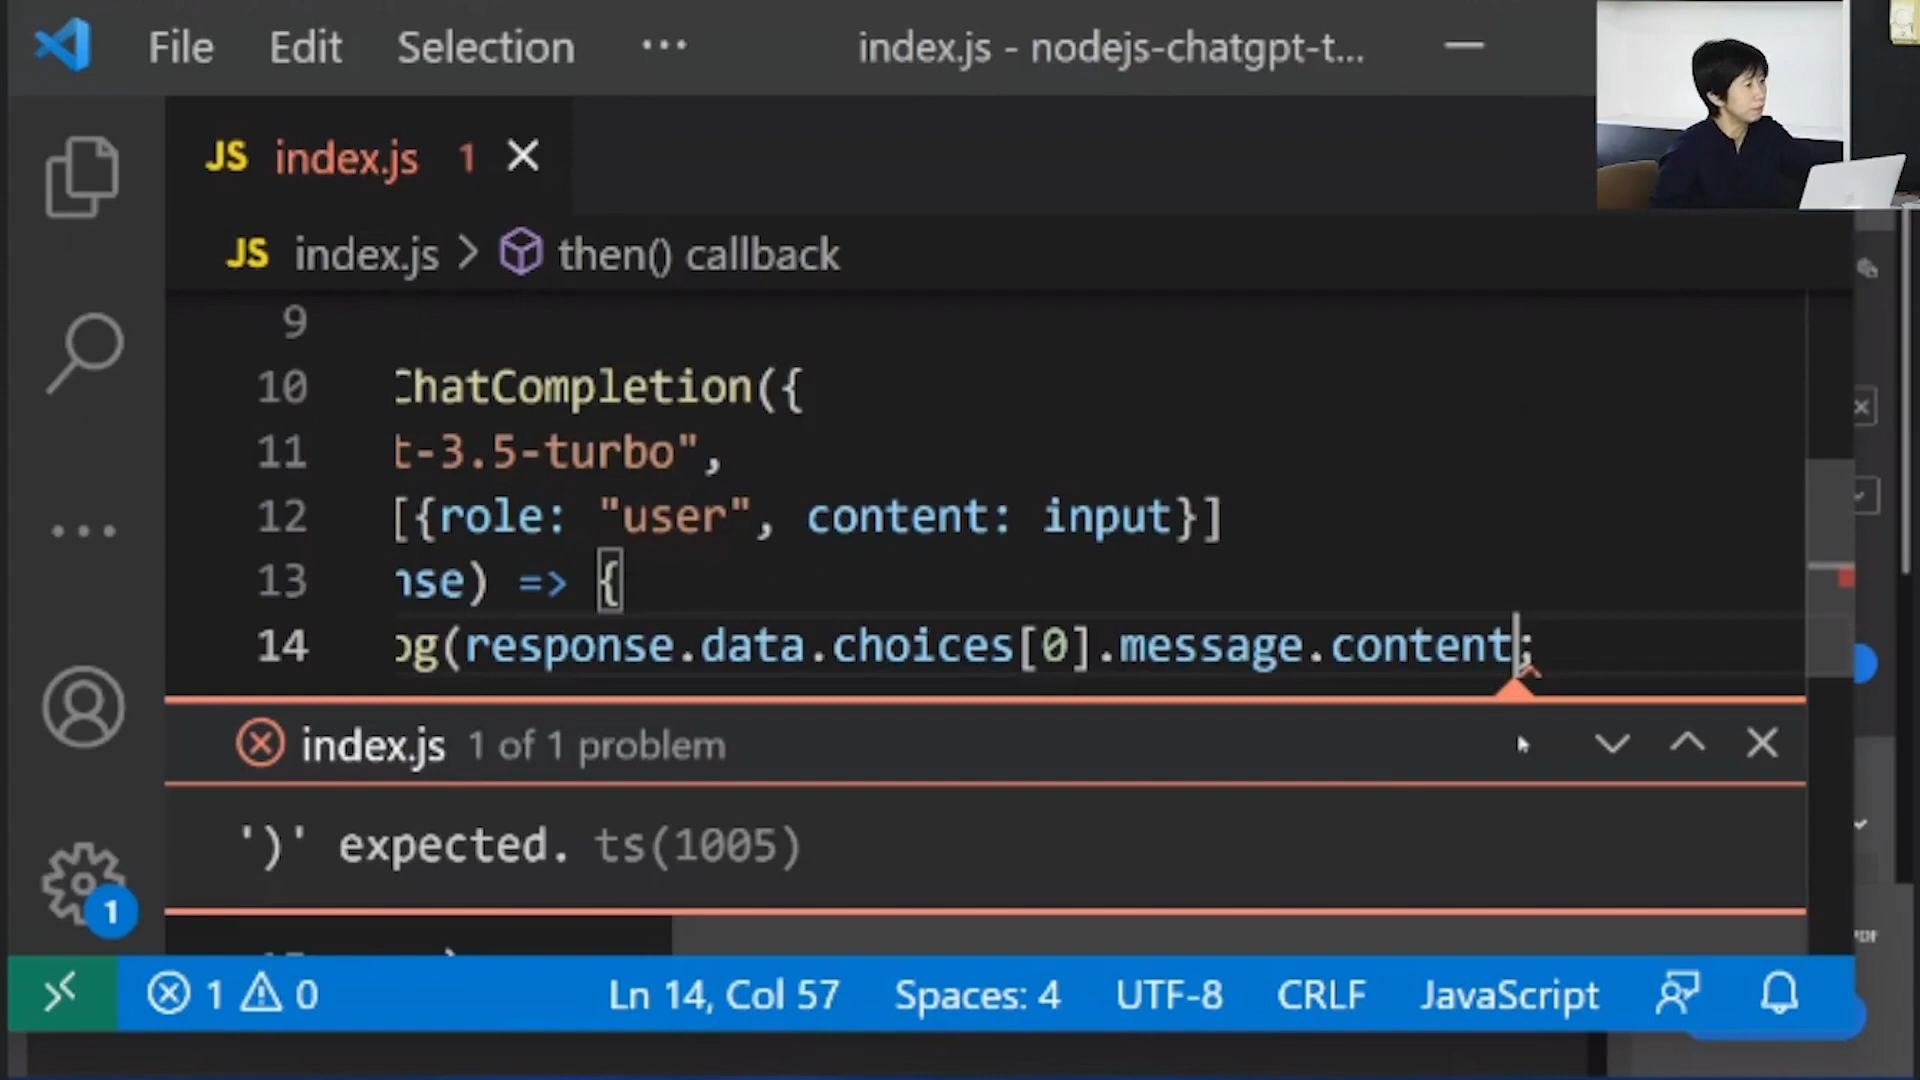 File Edit Selection ··· index.js - nodejs-chatgpt-t...
JS index.js 1
JS index.js > then() callback
9
10 ChatCompletion({
11 t-3.5-turbo",
12 [{role: "user", content: input}]
13 nse) => {
14 og(response.data.choices[0].message.content;
index.js 1 of 1 problem
')' expected. ts(1005)
1
1 0 Ln 14, Col 57 Spaces: 4 UTF-8 CRLF JavaScript